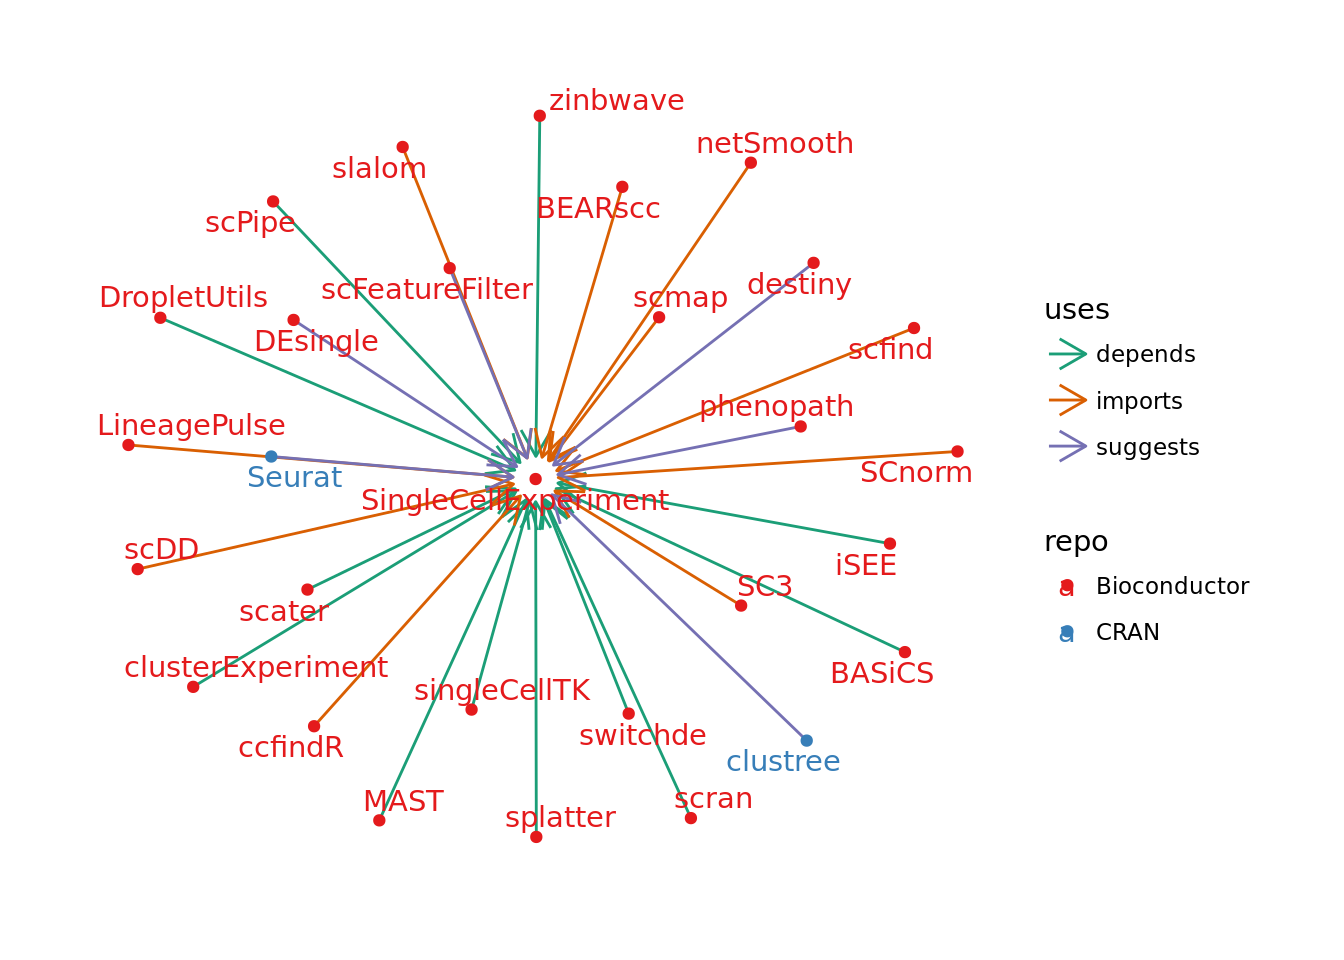 zinbwave
netSmooth
slalom
BEARscc
scPipe
scFeatureFilter
destiny
DropletUtils
scmap
DEsingle
scfind
phenopath
LineagePulse
Seurat
SCnorm
SingleCellExperiment
scDD
iSEE
SC3
scater
clusterExperiment
BASiCS
singleCellTK
switchde
ccfindR
clustree
MAST
scran
splatter
uses
depends
imports
suggests
repo
a Bioconductor
a CRAN